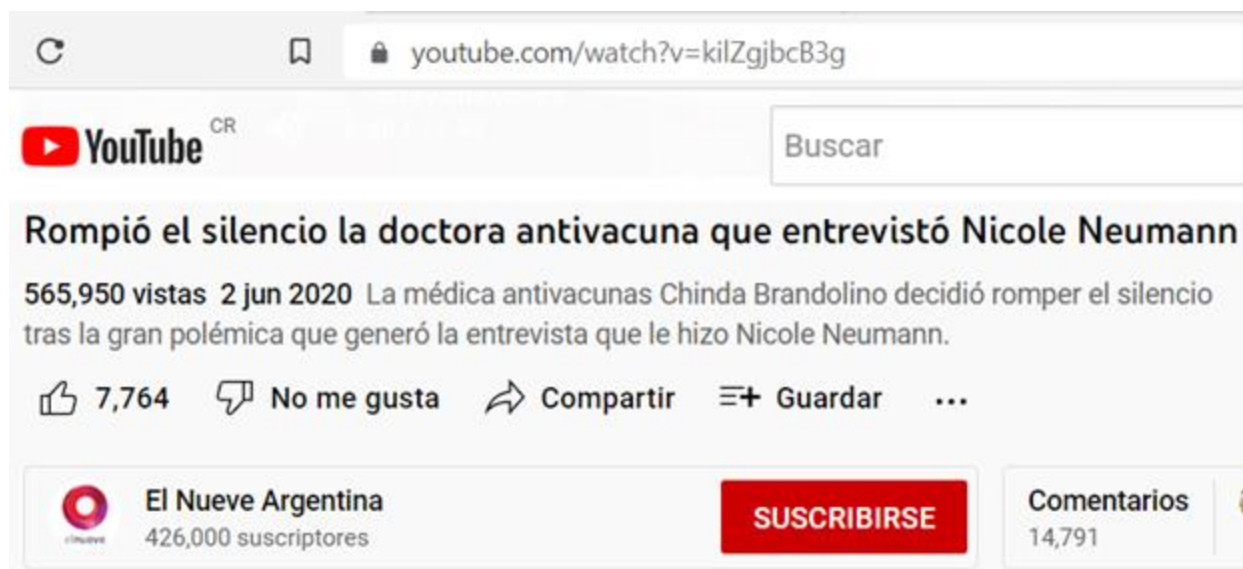 youtube.com/watch?v=kilZgjbcB3g
YouTube CR
Buscar
Rompió el silencio la doctora antivacuna que entrevistó Nicole Neumann
565,950 vistas 2 jun 2020 La médica antivacunas Chinda Brandolino decidió romper el silencio
tras la gran polémica que generó la entrevista que le hizo Nicole Neumann.
7,764 No me gusta Compartir Guardar ...
El Nueve Argentina
426,000 suscriptores
SUSCRIBIRSE
Comentarios
14,791